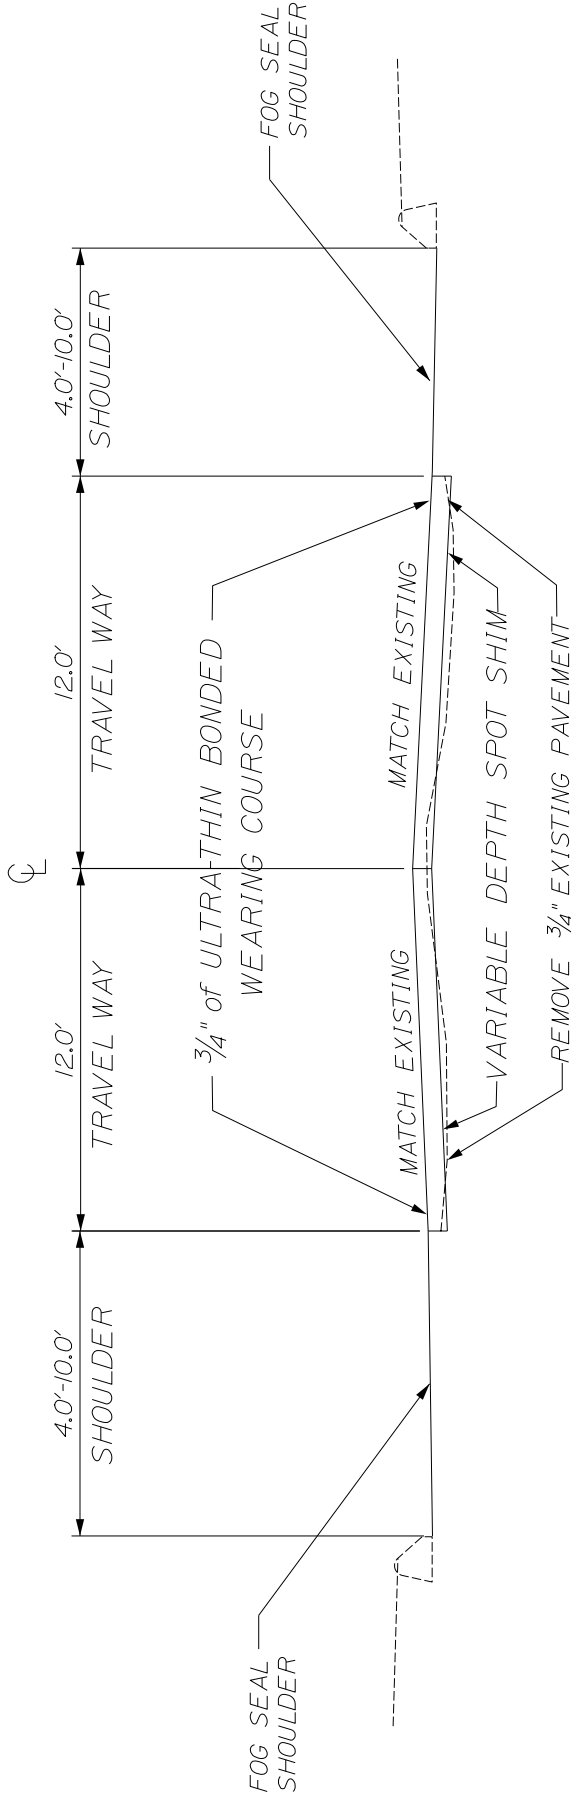 ℄
4.0'-10.0'
SHOULDER
12.0'
TRAVEL WAY
12.0'
TRAVEL WAY
4.0'-10.0'
SHOULDER
FOG SEAL
SHOULDER
3/4" of ULTRA-THIN BONDED
WEARING COURSE
FOG SEAL
SHOULDER
MATCH EXISTING
MATCH EXISTING
VARIABLE DEPTH SPOT SHIM
REMOVE 3/4" EXISTING PAVEMENT